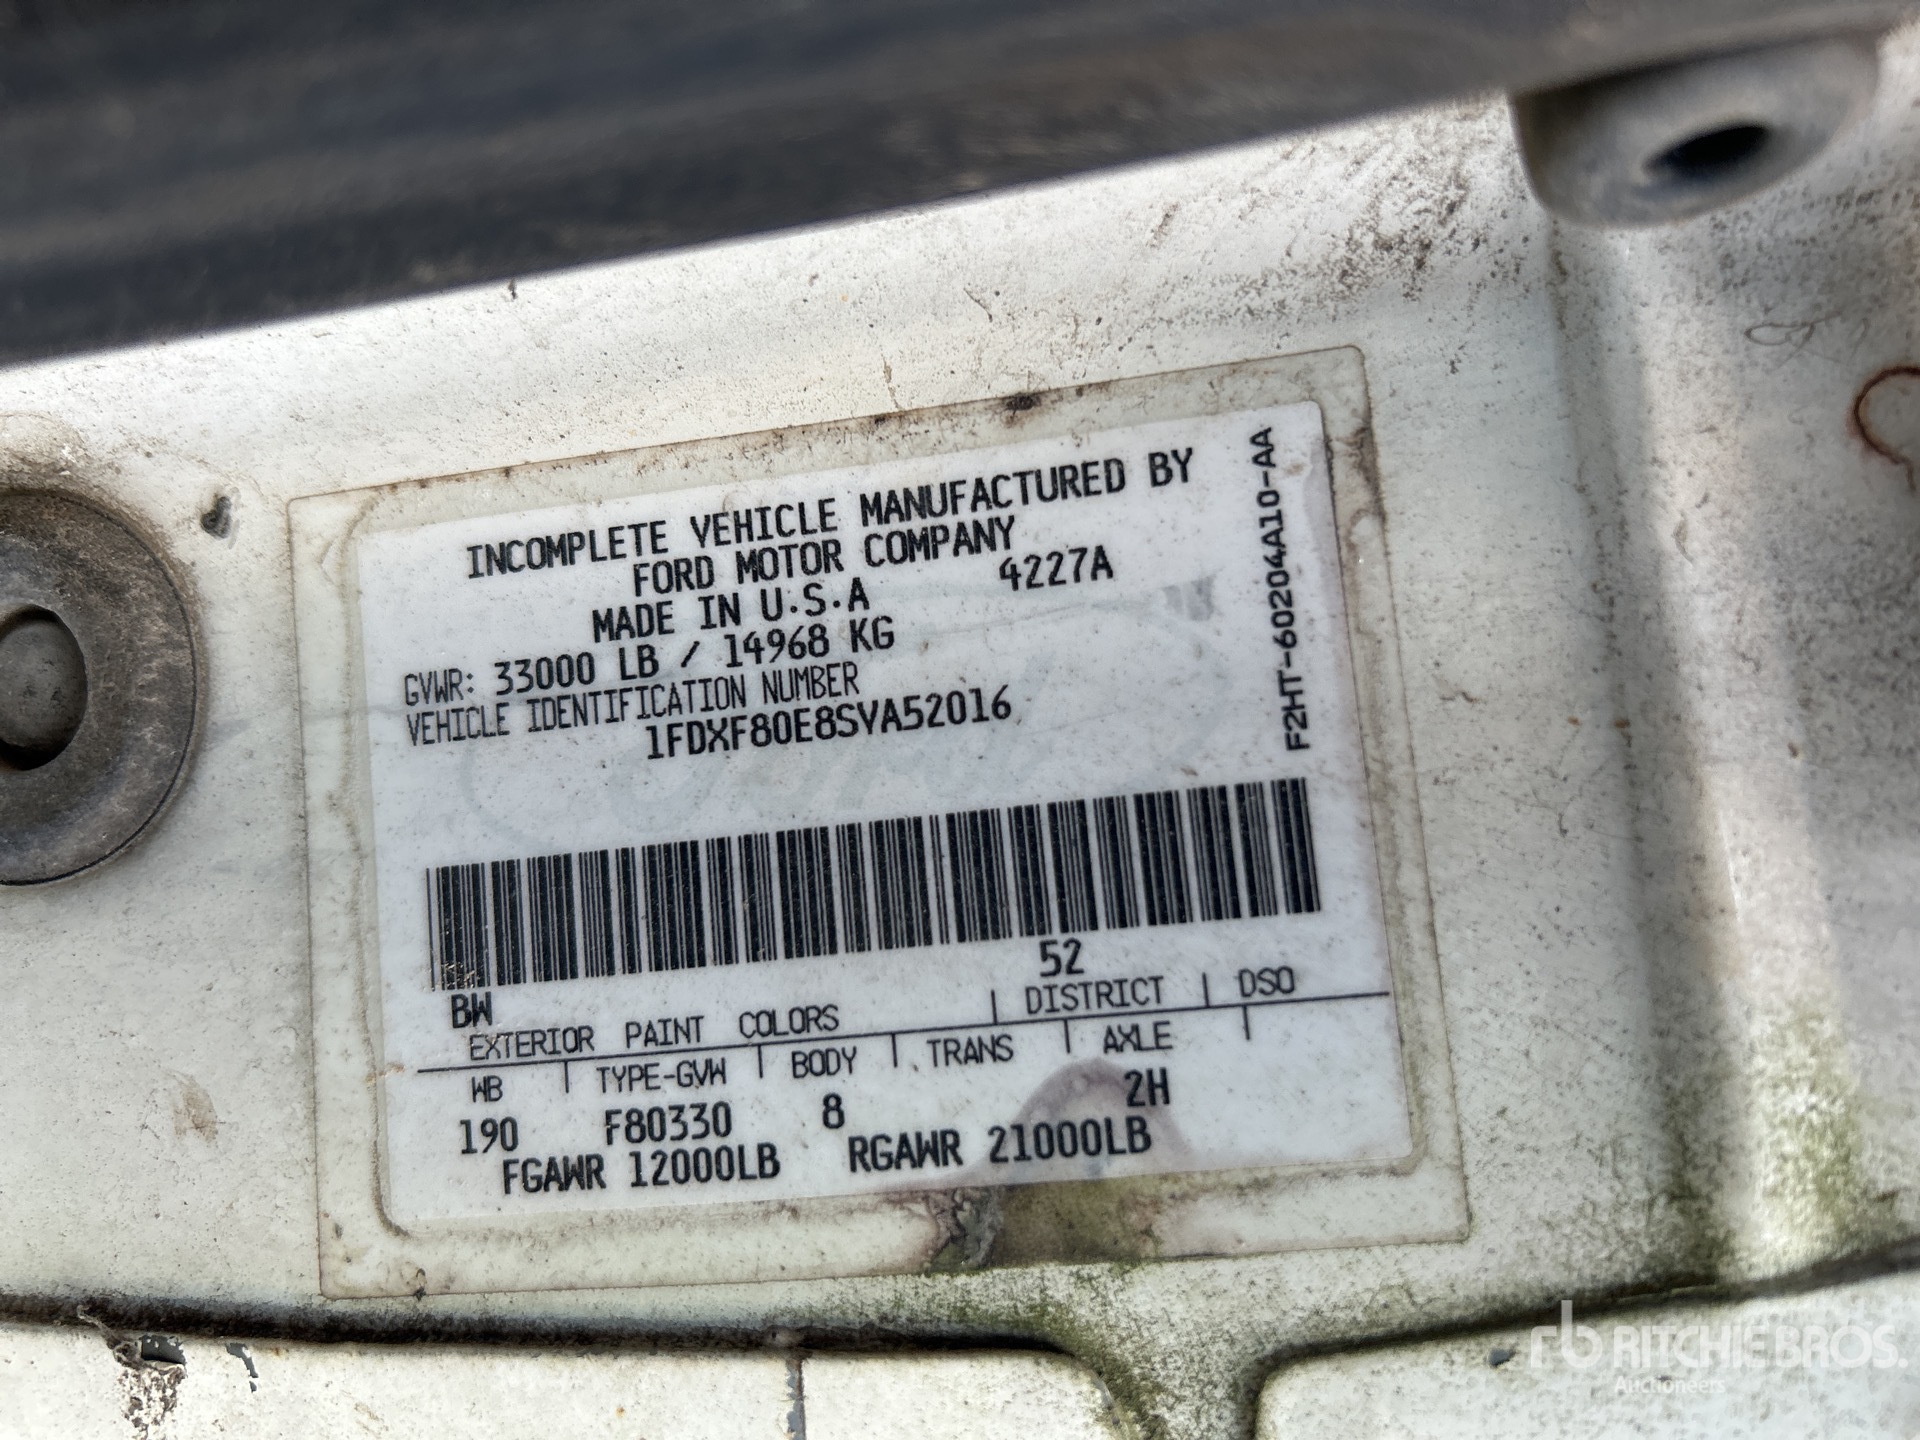 INCOMPLETE VEHICLE MANUFACTURED BY
FORD MOTOR COMPANY
MADE IN U.S.A 4227A
GVWR: 33000 LB / 14968 KG
VEHICLE IDENTIFICATION NUMBER
1FDXF80E8SVA52016
F2HT-60204A10-AA
BW 52
EXTERIOR PAINT COLORS | DISTRICT | DSO
WB | TYPE-GVW | BODY | TRANS | AXLE |
190 F80330 8 2H
FGAWR 12000LB RGAWR 21000LB
rb RITCHIE BROS.
Auctioneers